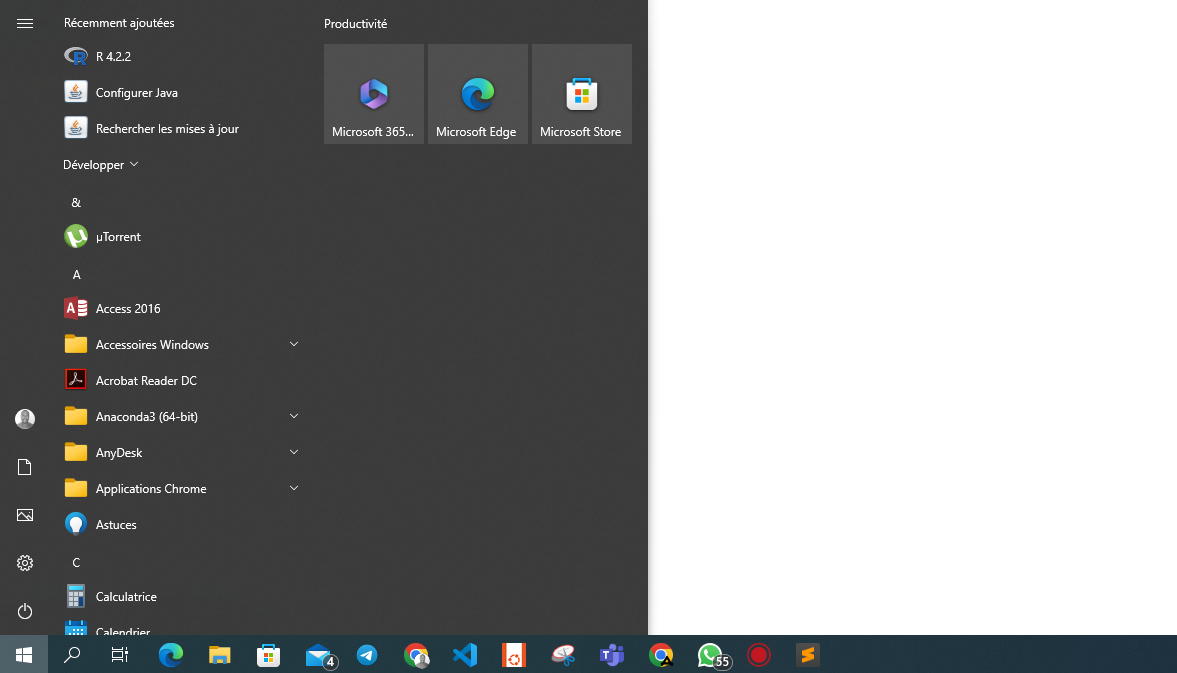 Récemment ajoutées
R 4.2.2
Configurer Java
Rechercher les mises à jour
Développer
&
µTorrent
A
Access 2016
Accessoires Windows
Acrobat Reader DC
Anaconda3 (64-bit)
AnyDesk
Applications Chrome
Astuces
C
Calculatrice
Calendrier
Productivité
Microsoft 365...
Microsoft Edge
Microsoft Store
4
55